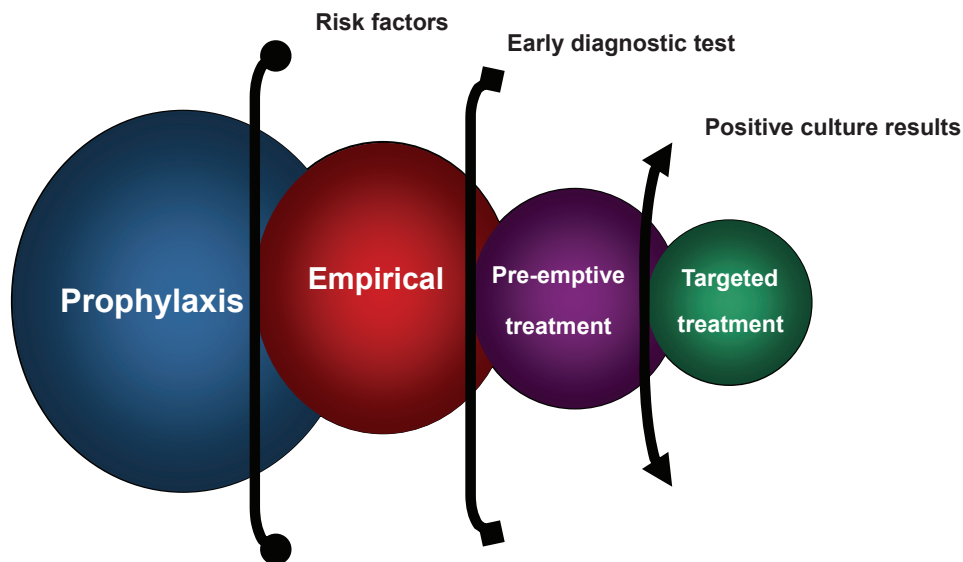 Risk factors
Early diagnostic test
Positive culture results
Prophylaxis
Empirical
Pre-emptive
treatment
Targeted
treatment